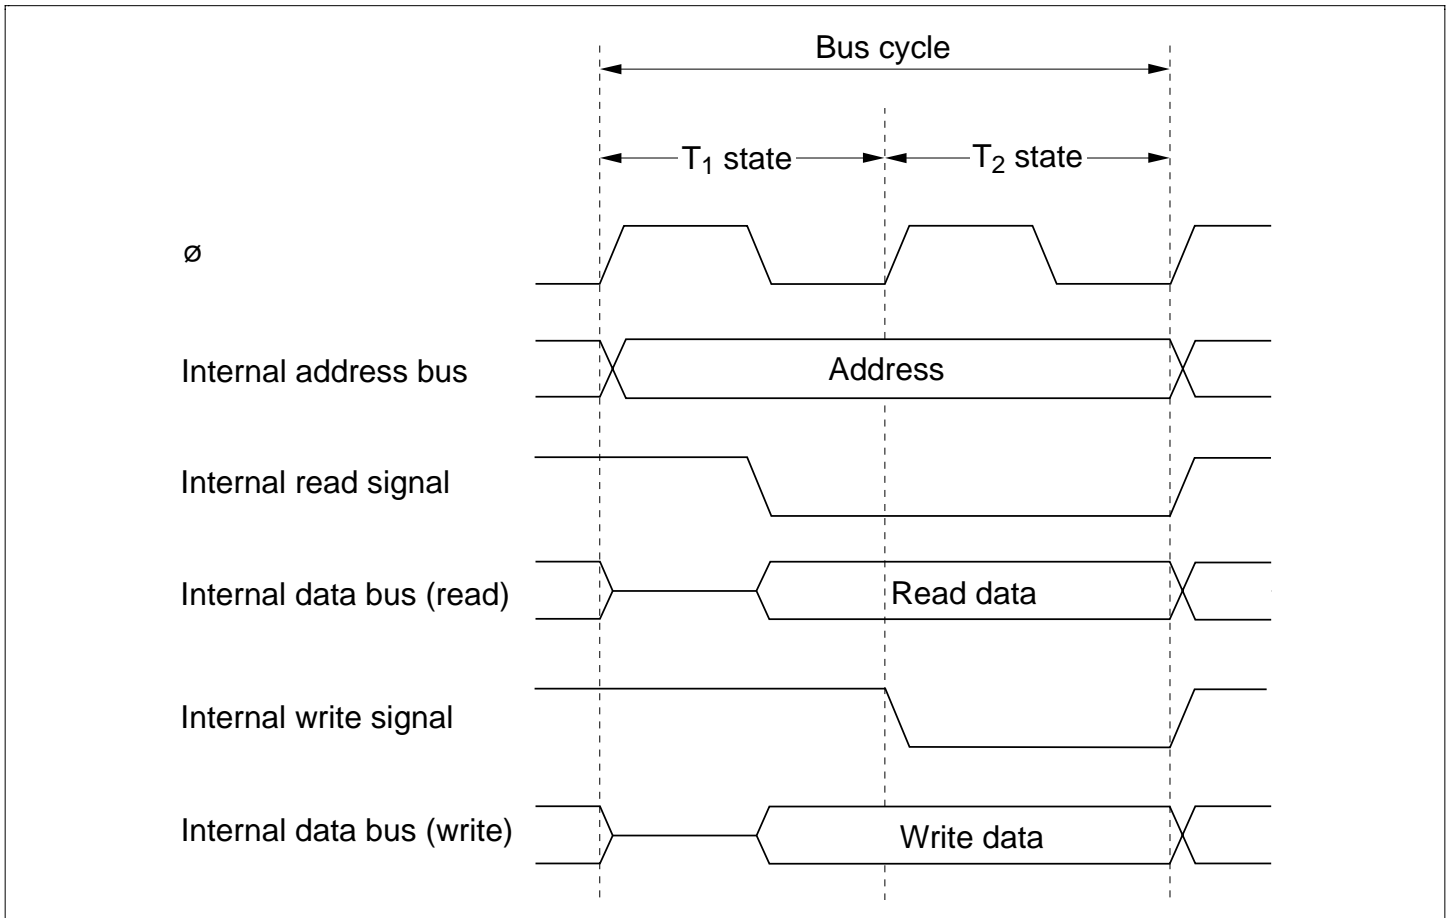 Bus cycle
T₁ state
T₂ state
ø
Internal address bus
Address
Internal read signal
Internal data bus (read)
Read data
Internal write signal
Internal data bus (write)
Write data